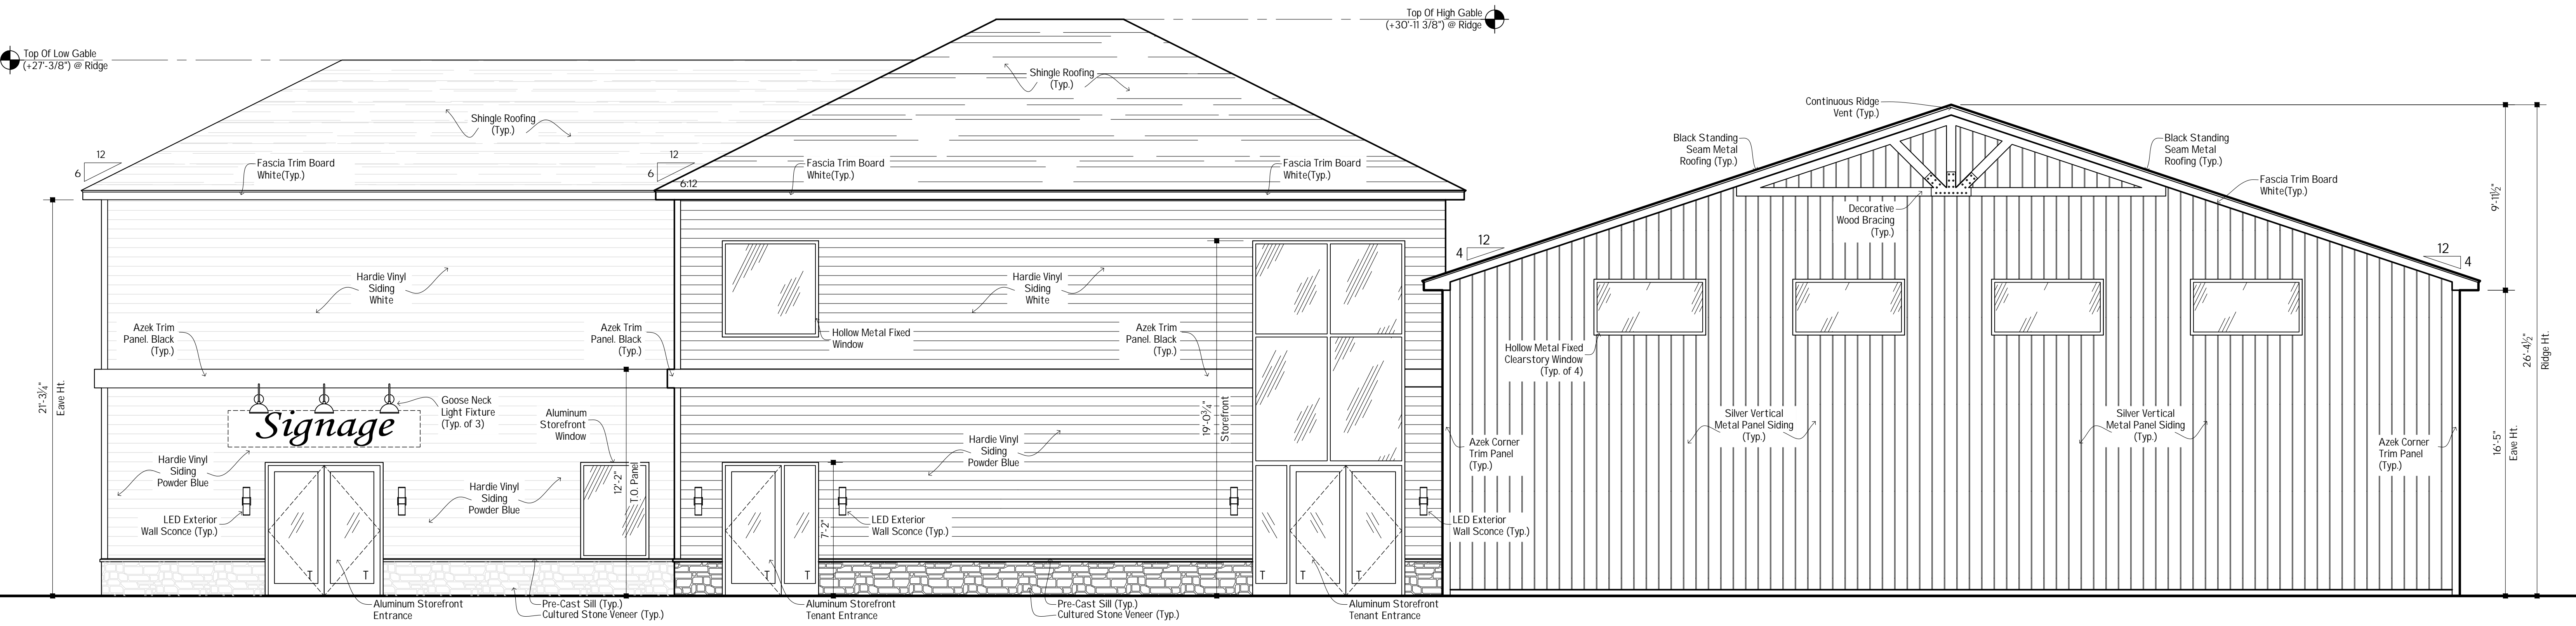 Top Of High Gable
(+30'-11 3/8") @ Ridge
Top Of Low Gable
(+27'-3/8") @ Ridge
Shingle Roofing
(Typ.)
Shingle Roofing
(Typ.)
Continuous Ridge
Vent (Typ.)
Black Standing
Seam Metal
Roofing (Typ.)
Black Standing
Seam Metal
Roofing (Typ.)
12
6
Fascia Trim Board
White(Typ.)
12
6
6:12
Fascia Trim Board
White(Typ.)
Fascia Trim Board
White(Typ.)
Fascia Trim Board
White(Typ.)
9'-11½"
Decorative
Wood Bracing
(Typ.)
12
4
12
4
Hardie Vinyl
Siding
White
Hardie Vinyl
Siding
White
Azek Trim
Panel. Black
(Typ.)
Azek Trim
Panel. Black
(Typ.)
Hollow Metal Fixed
Window
Azek Trim
Panel. Black
(Typ.)
Hollow Metal Fixed
Clearstory Window
(Typ. of 4)
26'-4½"
Ridge Ht.
21'-3¾"
Eave Ht.
Signage
Goose Neck
Light Fixture
(Typ. of 3)
Aluminum
Storefront
Window
19'-0¾"
Storefront
Silver Vertical
Metal Panel Siding
(Typ.)
Silver Vertical
Metal Panel Siding
(Typ.)
Hardie Vinyl
Siding
Powder Blue
Hardie Vinyl
Siding
Powder Blue
Hardie Vinyl
Siding
Powder Blue
Azek Corner
Trim Panel
(Typ.)
Azek Corner
Trim Panel
(Typ.)
16'-5"
Eave Ht.
12'-2"
T.O. Panel
7'-2"
LED Exterior
Wall Sconce (Typ.)
LED Exterior
Wall Sconce (Typ.)
LED Exterior
Wall Sconce (Typ.)
T T
T T
T T T
Aluminum Storefront
Entrance
Pre-Cast Sill (Typ.)
Cultured Stone Veneer (Typ.)
Aluminum Storefront
Tenant Entrance
Pre-Cast Sill (Typ.)
Cultured Stone Veneer (Typ.)
Aluminum Storefront
Tenant Entrance